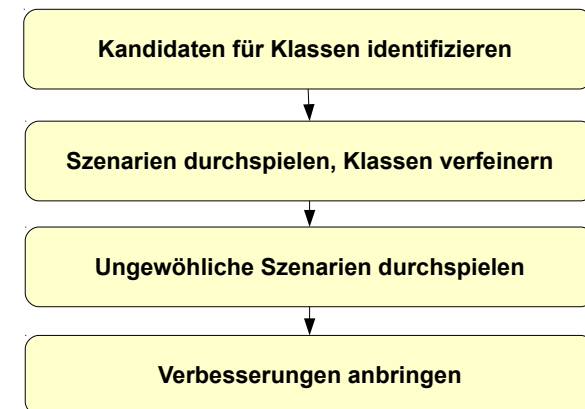 Kandidaten für Klassen identifizieren
Szenarien durchspielen, Klassen verfeinern
Ungewöhliche Szenarien durchspielen
Verbesserungen anbringen